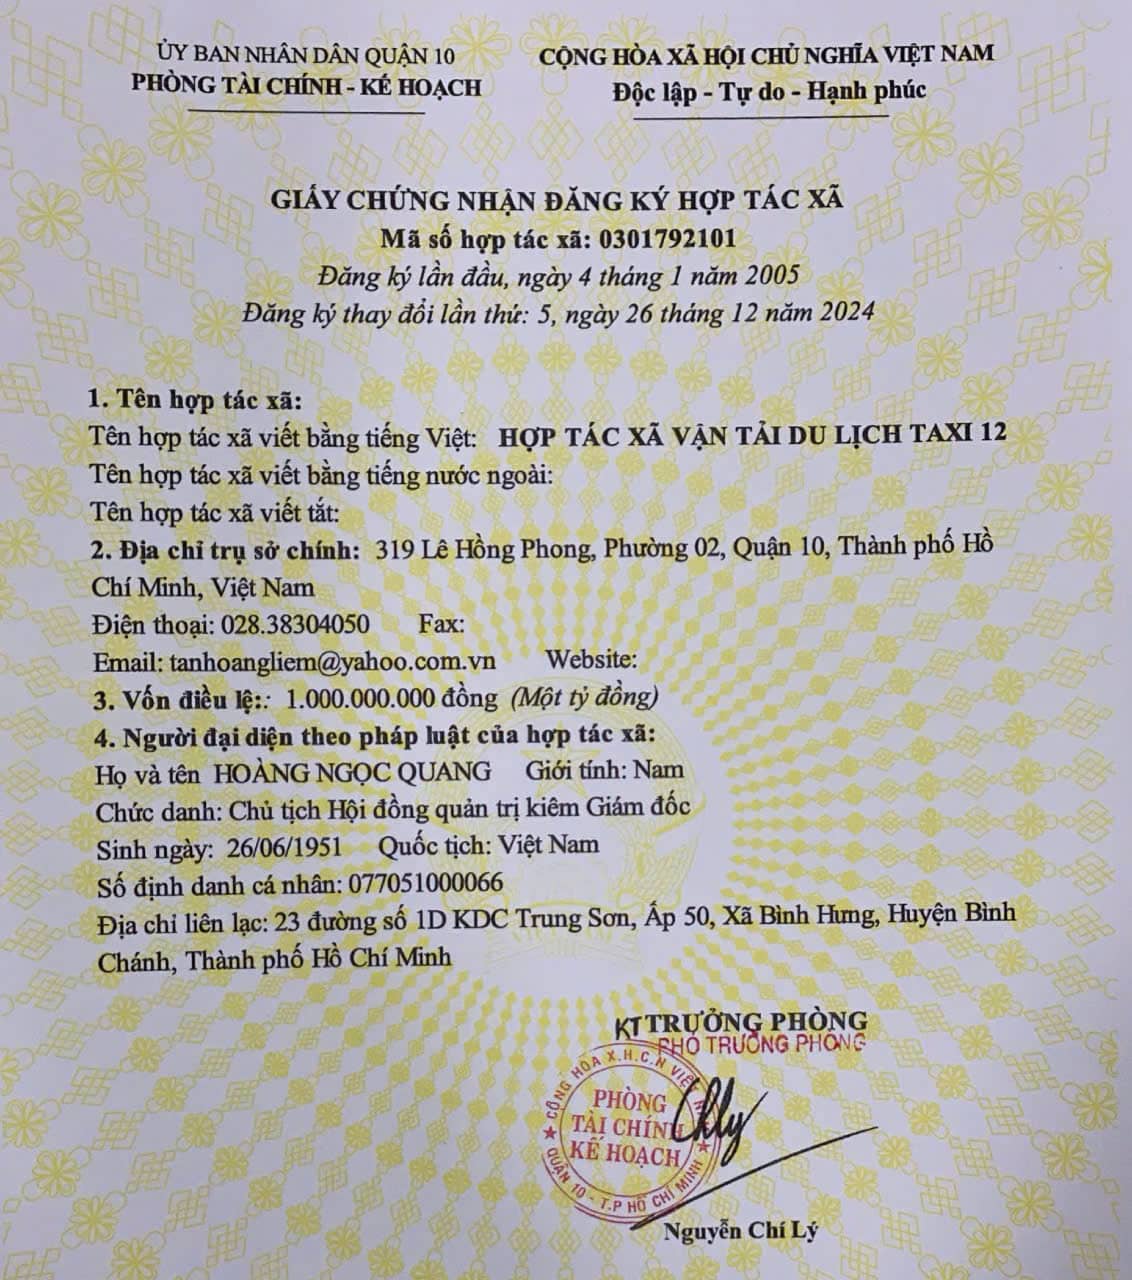 ỦY BAN NHÂN DÂN QUẬN 10
PHÒNG TÀI CHÍNH - KẾ HOẠCH
CỘNG HÒA XÃ HỘI CHỦ NGHĨA VIỆT NAM
Độc lập - Tự do - Hạnh phúc
GIẤY CHỨNG NHẬN ĐĂNG KÝ HỢP TÁC XÃ
Mã số hợp tác xã: 0301792101
Đăng ký lần đầu, ngày 4 tháng 1 năm 2005
Đăng ký thay đổi lần thứ: 5, ngày 26 tháng 12 năm 2024
1. Tên hợp tác xã:
Tên hợp tác xã viết bằng tiếng Việt: HỢP TÁC XÃ VẬN TẢI DU LỊCH TAXI 12
Tên hợp tác xã viết bằng tiếng nước ngoài:
Tên hợp tác xã viết tắt:
2. Địa chỉ trụ sở chính: 319 Lê Hồng Phong, Phường 02, Quận 10, Thành phố Hồ
Chí Minh, Việt Nam
Điện thoại: 028.38304050 Fax:
Email: tanhoangliem@yahoo.com.vn Website:
3. Vốn điều lệ:: 1.000.000.000 đồng (Một tỷ đồng)
4. Người đại diện theo pháp luật của hợp tác xã:
Họ và tên HOÀNG NGỌC QUANG Giới tính: Nam
Chức danh: Chủ tịch Hội đồng quản trị kiêm Giám đốc
Sinh ngày: 26/06/1951 Quốc tịch: Việt Nam
Số định danh cá nhân: 077051000066
Địa chỉ liên lạc: 23 đường số 1D KDC Trung Sơn, Ấp 50, Xã Bình Hưng, Huyện Bình
Chánh, Thành phố Hồ Chí Minh
KT TRƯỞNG PHÒNG
PHÓ TRƯỞNG PHÒNG
CỘNG HÒA X.H.C.N VIỆT NAM
PHÒNG
TÀI CHÍNH
KẾ HOẠCH
QUẬN 10 - T.P HỒ CHÍ MINH
Nguyễn Chí Lý